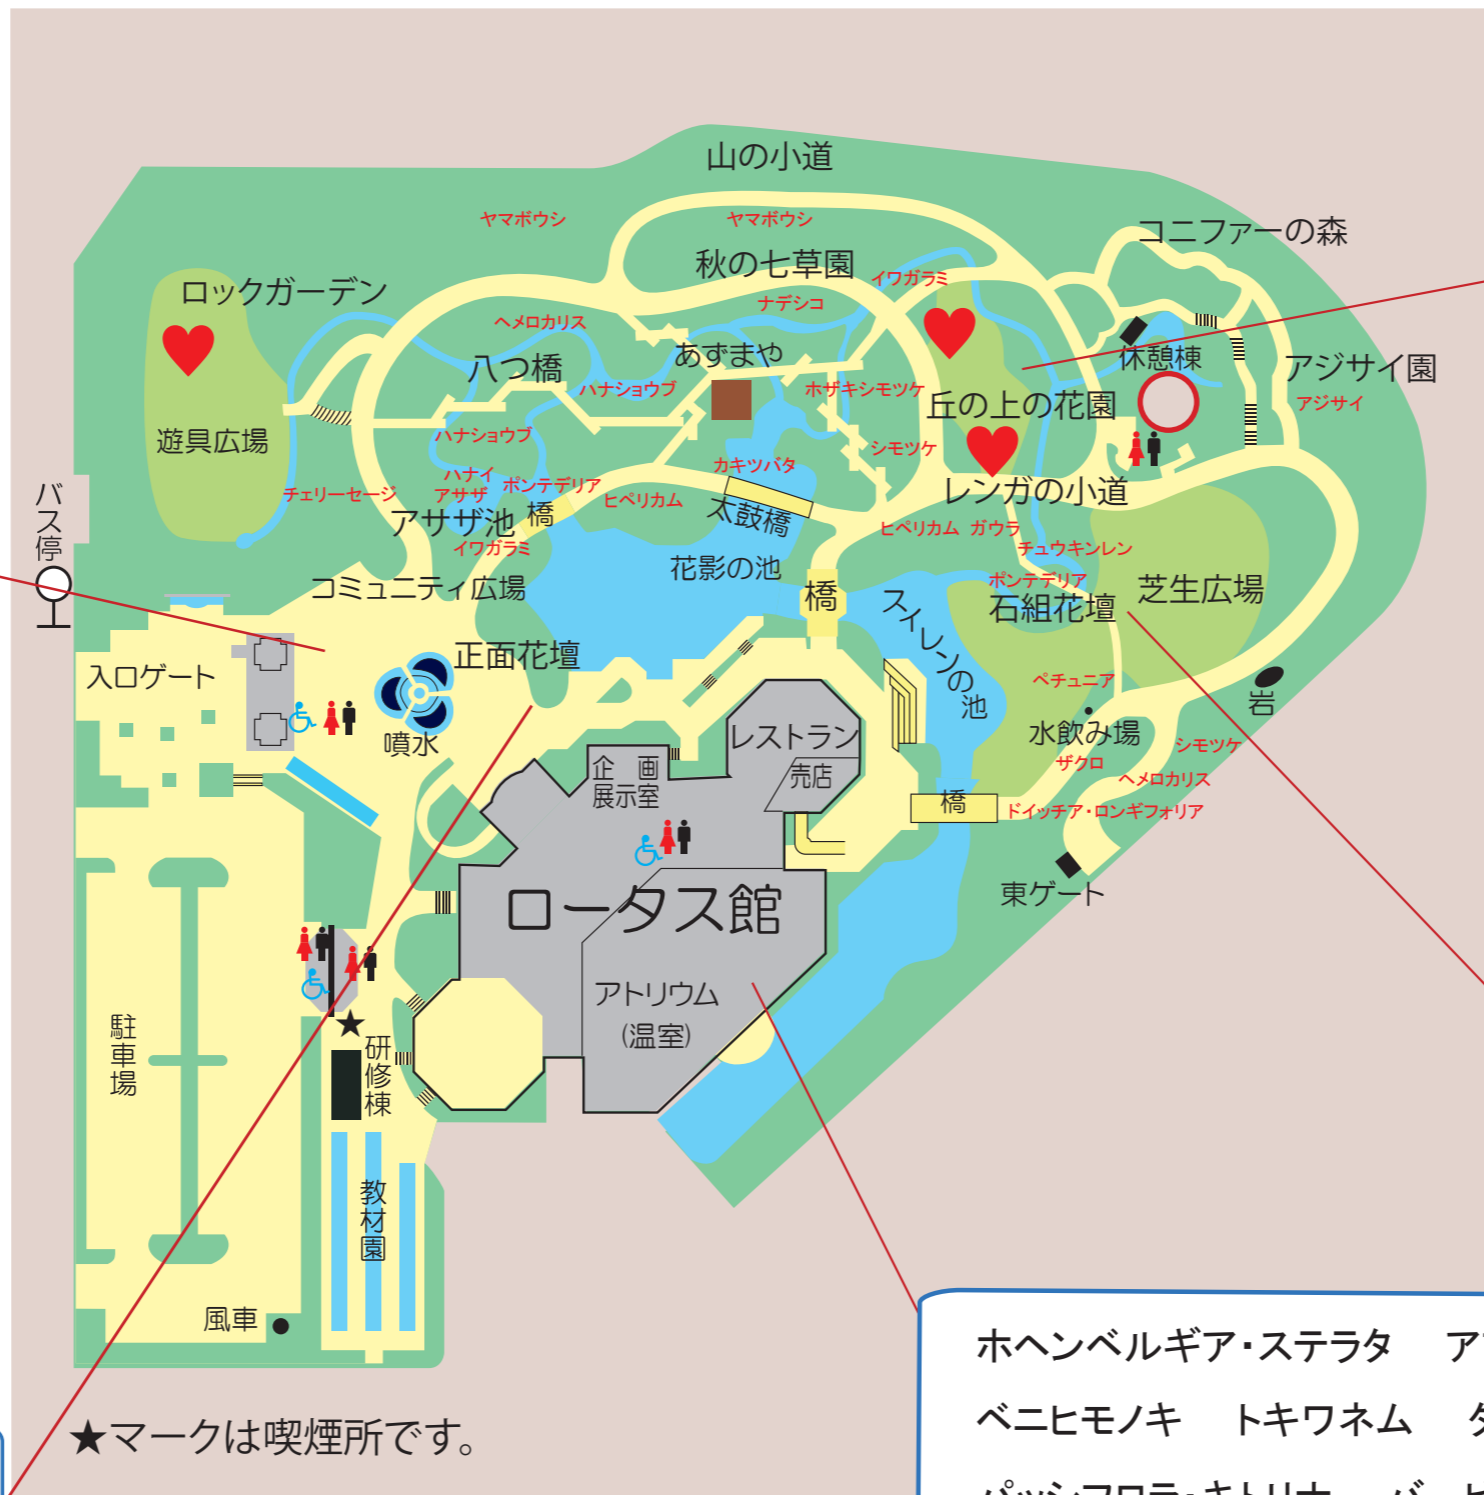 山の小道
ヤマボウシ
ヤマボウシ
コニファーの森
秋の七草園
イワガラミ
ロックガーデン
ナデシコ
ヘメロカリス
あずまや
休憩棟
八つ橋
アジサイ園
ハナショウブ
ホザキシモツケ
丘の上の花園
アジサイ
遊具広場
ハナショウブ
シモツケ
カキツバタ
ハナイ
アサザ
ポンテデリア
チェリーセージ
ヒペリカム
レンガの小道
バス停
アサザ池
橋
太鼓橋
ヒペリカム
ガウラ
イワガラミ
チュウキンレン
花影の池
ポンテデリア
コミュニティ広場
橋
ストレンの池
石組花壇
芝生広場
正面花壇
入口ゲート
ペチュニア
岩
噴水
レストラン
水飲み場
シモツケ
企画
展示室
売店
ザクロ
ヘメロカリス
橋
ドイッチア・ロンギフォリア
東ゲート
ロータス館
アトリウム
(温室)
駐車場
★
研修棟
教材園
風車
★マークは喫煙所です。
ホヘンベルギア・ステラタ ア
ベニヒモノキ トキワネム